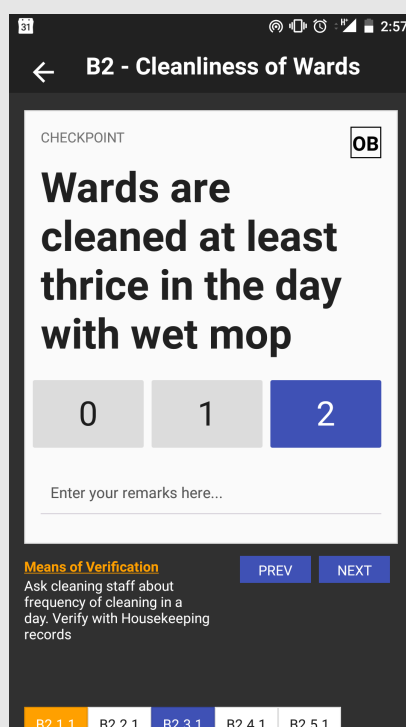 31
H+
2:57
B2 - Cleanliness of Wards
CHECKPOINT
OB
Wards are
cleaned at least
thrice in the day
with wet mop
0 1 2
Enter your remarks here...
Means of Verification
PREV NEXT
Ask cleaning staff about
frequency of cleaning in a
day. Verify with Housekeeping
records
B2.1.1 B2.2.1 B2.3.1 B2.4.1 B2.5.1